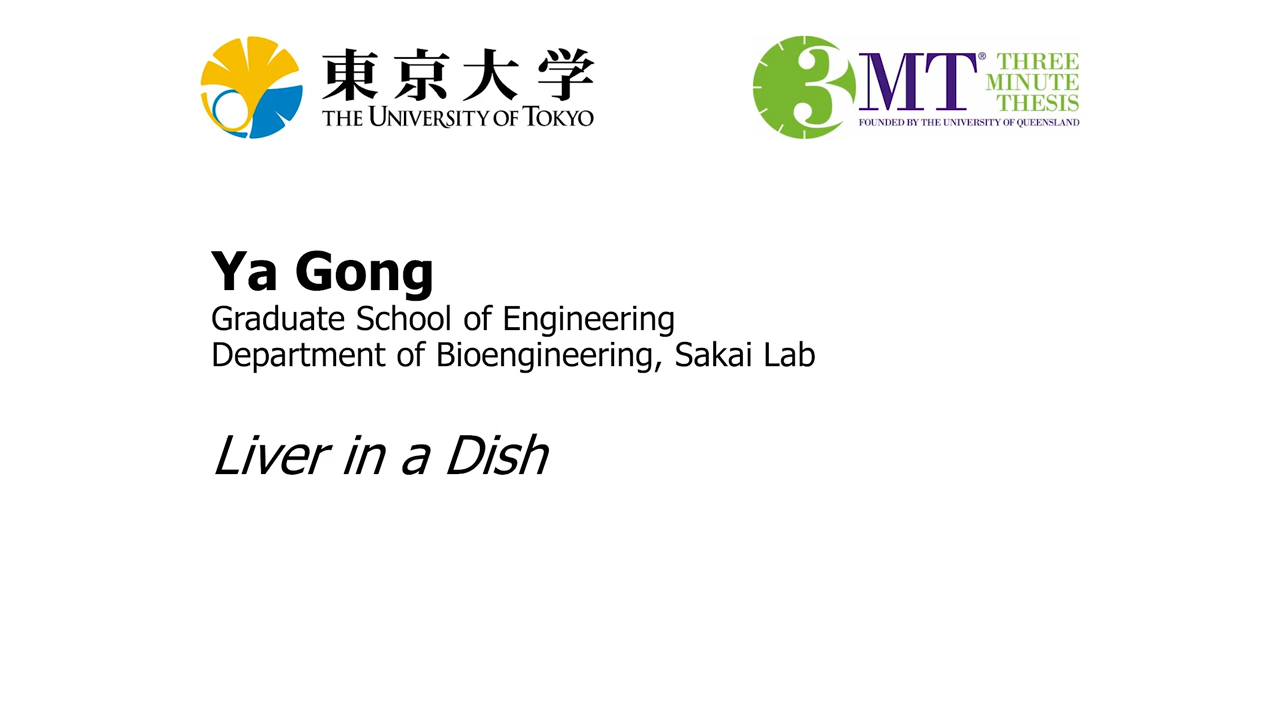 東京大学
THE UNIVERSITY OF TOKYO
3MT® THREE MINUTE THESIS
FOUNDED BY THE UNIVERSITY OF QUEENSLAND
Ya Gong
Graduate School of Engineering
Department of Bioengineering, Sakai Lab
Liver in a Dish